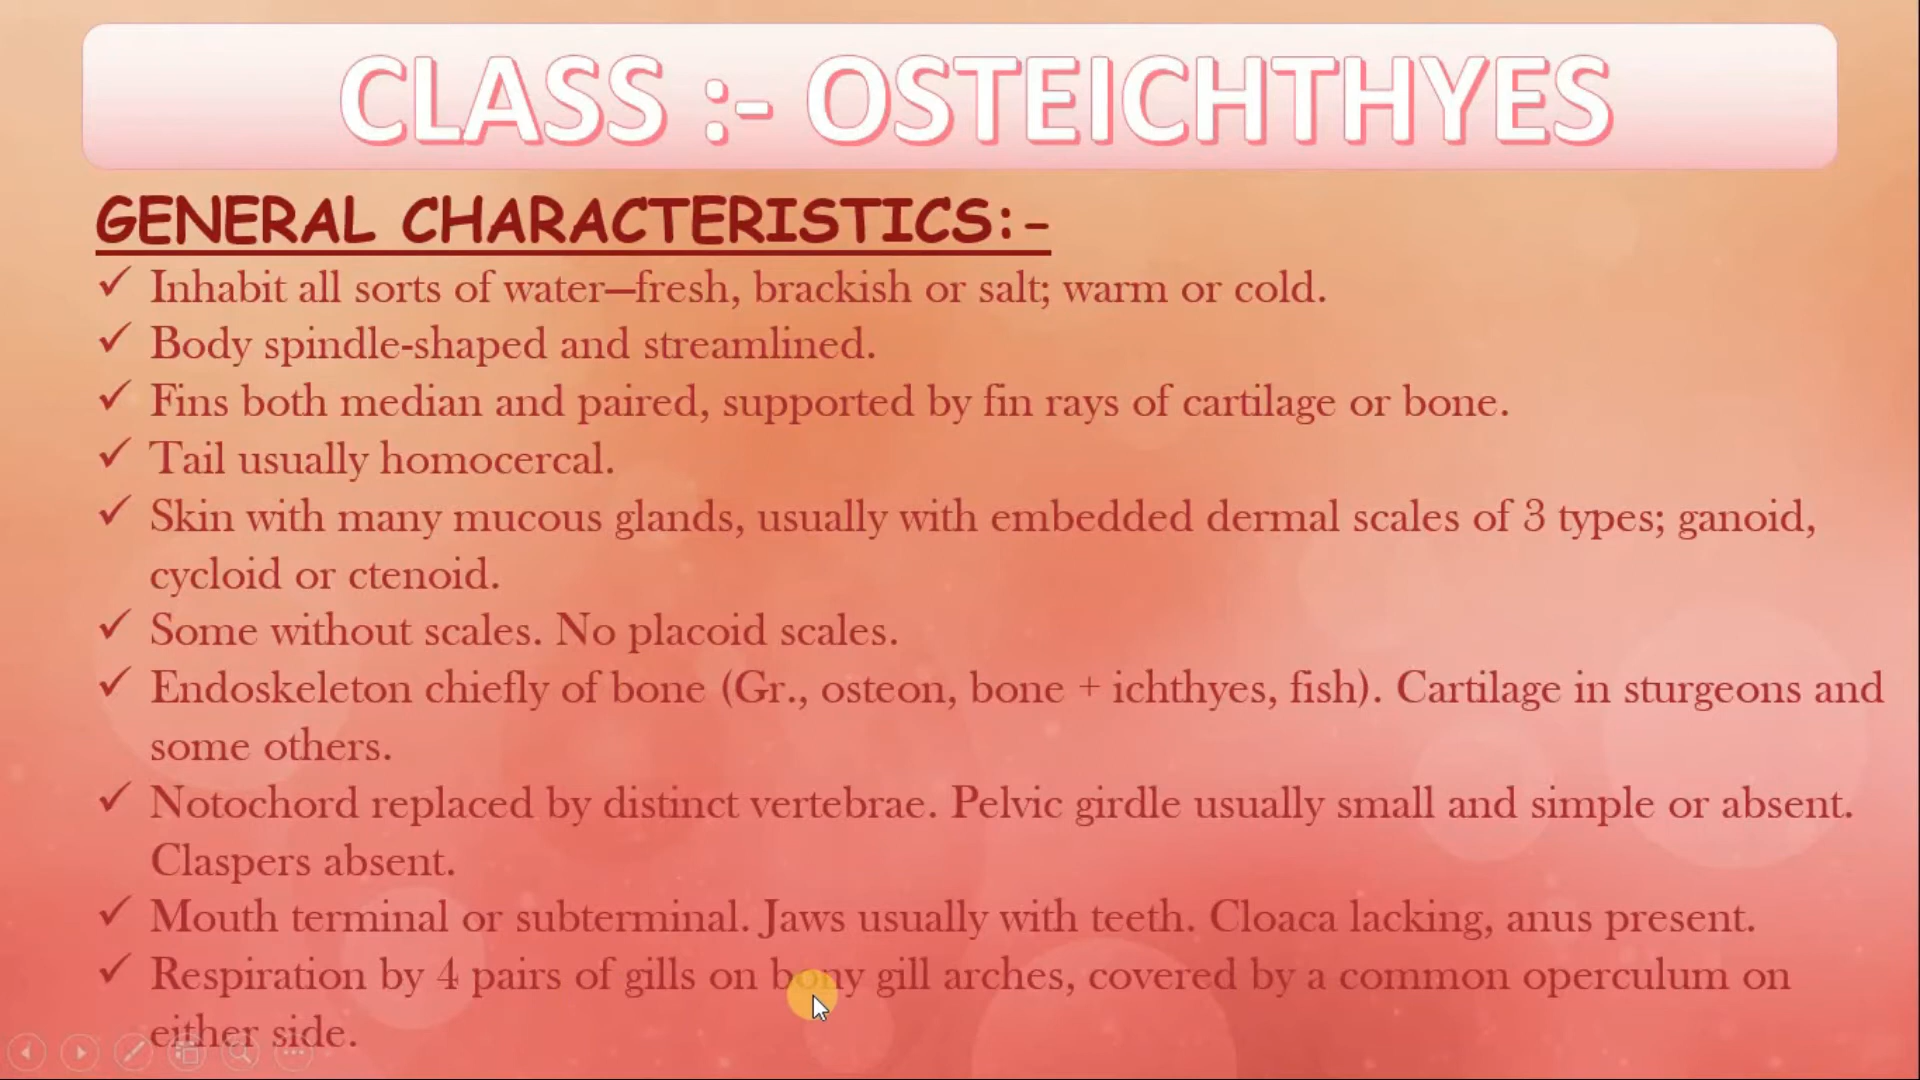 CLASS :- OSTEICHTHYES
GENERAL CHARACTERISTICS:-
✓ Inhabit all sorts of water—fresh, brackish or salt; warm or cold.
✓ Body spindle-shaped and streamlined.
✓ Fins both median and paired, supported by fin rays of cartilage or bone.
✓ Tail usually homocercal.
✓ Skin with many mucous glands, usually with embedded dermal scales of 3 types; ganoid,
cycloid or ctenoid.
✓ Some without scales. No placoid scales.
✓ Endoskeleton chiefly of bone (Gr., osteon, bone + ichthyes, fish). Cartilage in sturgeons and
some others.
✓ Notochord replaced by distinct vertebrae. Pelvic girdle usually small and simple or absent.
Claspers absent.
✓ Mouth terminal or subterminal. Jaws usually with teeth. Cloaca lacking, anus present.
✓ Respiration by 4 pairs of gills on bony gill arches, covered by a common operculum on
either side.